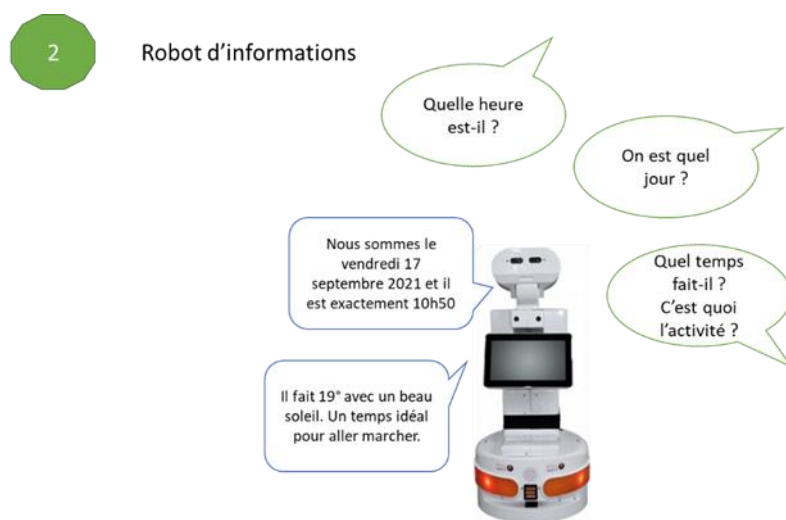 2
Robot d’informations
Quelle heure
est-il ?
On est quel
jour ?
Nous sommes le
vendredi 17
septembre 2021 et il
est exactement 10h50
Quel temps
fait-il ?
C’est quoi
l’activité ?
Il fait 19° avec un beau
soleil. Un temps idéal
pour aller marcher.